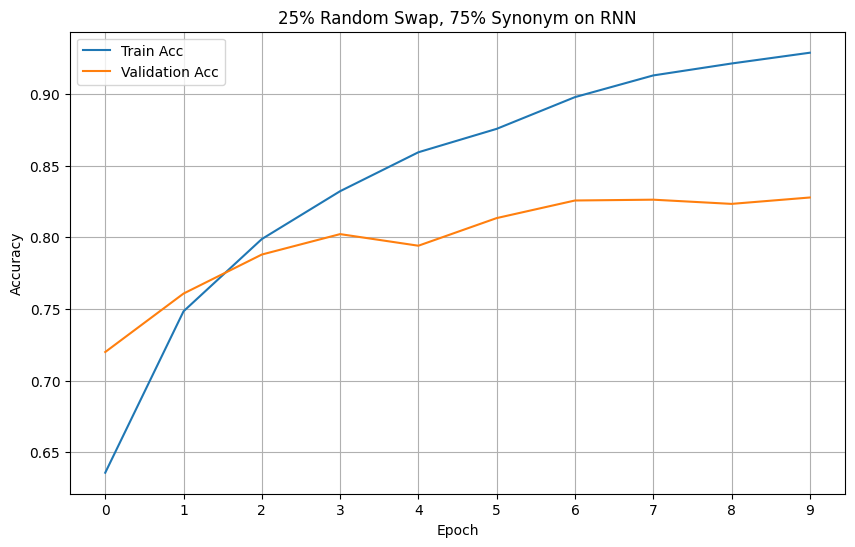 25% Random Swap, 75% Synonym on RNN
Train Acc
Validation Acc
Accuracy
0.90
0.85
0.80
0.75
0.70
0.65
0 1 2 3 4 5 6 7 8 9
Epoch